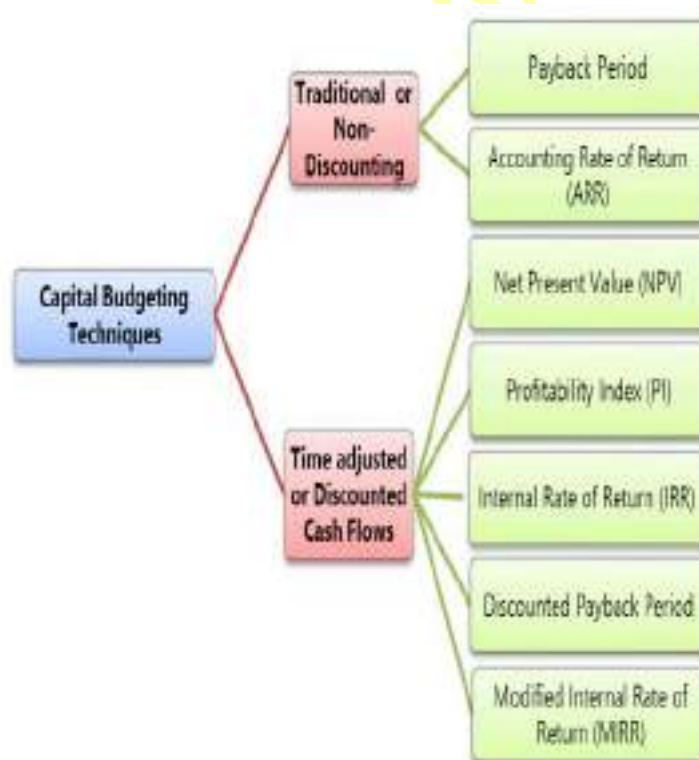 Capital Budgeting
Techniques
Traditional or
Non-
Discounting
Payback Period
Accounting Rate of Return
(ARR)
Time adjusted
or Discounted
Cash Flows
Net Present Value (NPV)
Profitability Index (PI)
Internal Rate of Return (IRR)
Discounted Payback Period
Modified Internal Rate of
Return (MIRR)